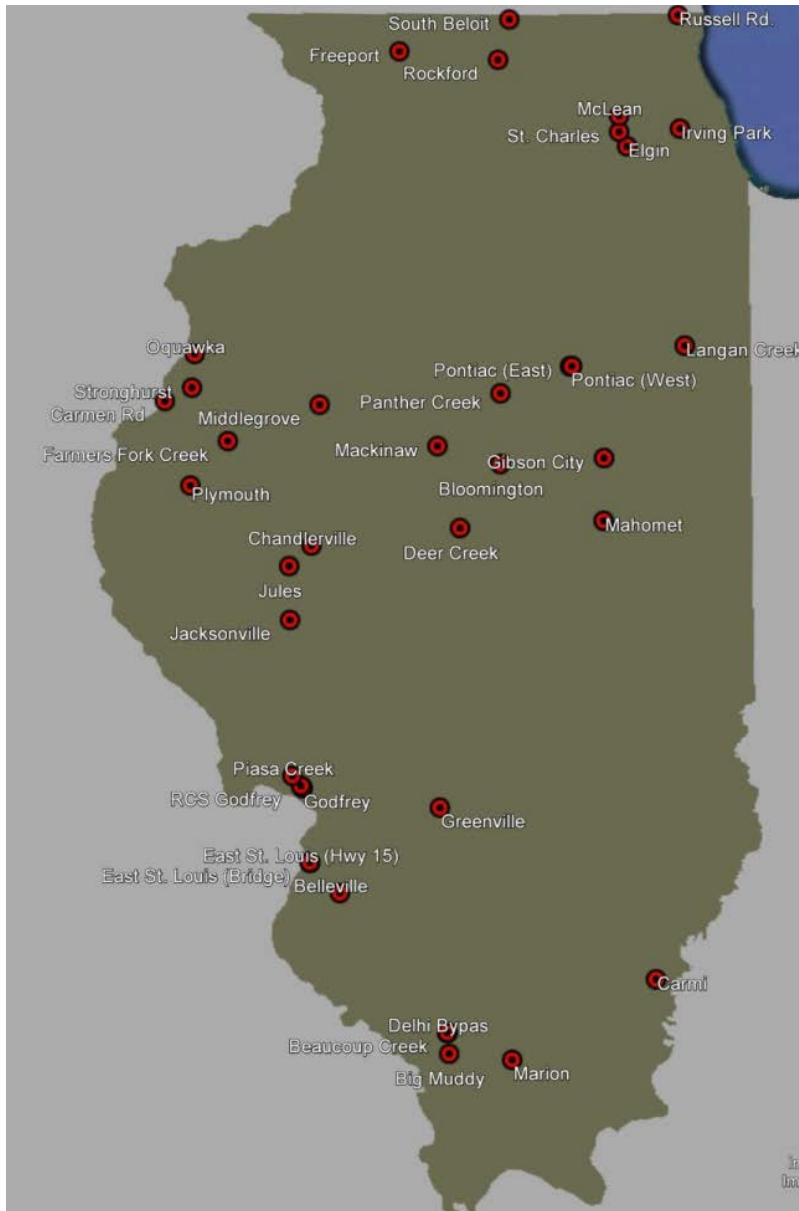 South Beloit
Russell Rd.
Freeport
Rockford
McLean
St. Charles
Irving Park
Elgin
Oquawka
Langan Creek
Pontiac (East)
Pontiac (West)
Stronghurst
Panther Creek
Carmen Rd
Middlegrove
Mackinaw
Farmers Fork Creek
Gibson City
Bloomington
Plymouth
Mahomet
Chandlerville
Deer Creek
Jules
Jacksonville
Piasa Creek
RCS Godfrey
Godfrey
Greenville
East St. Louis (Hwy 15)
East St. Louis (Bridge)
Belleville
Carmi
Delhi Bypas
Beaucoup Creek
Marion
Big Muddy